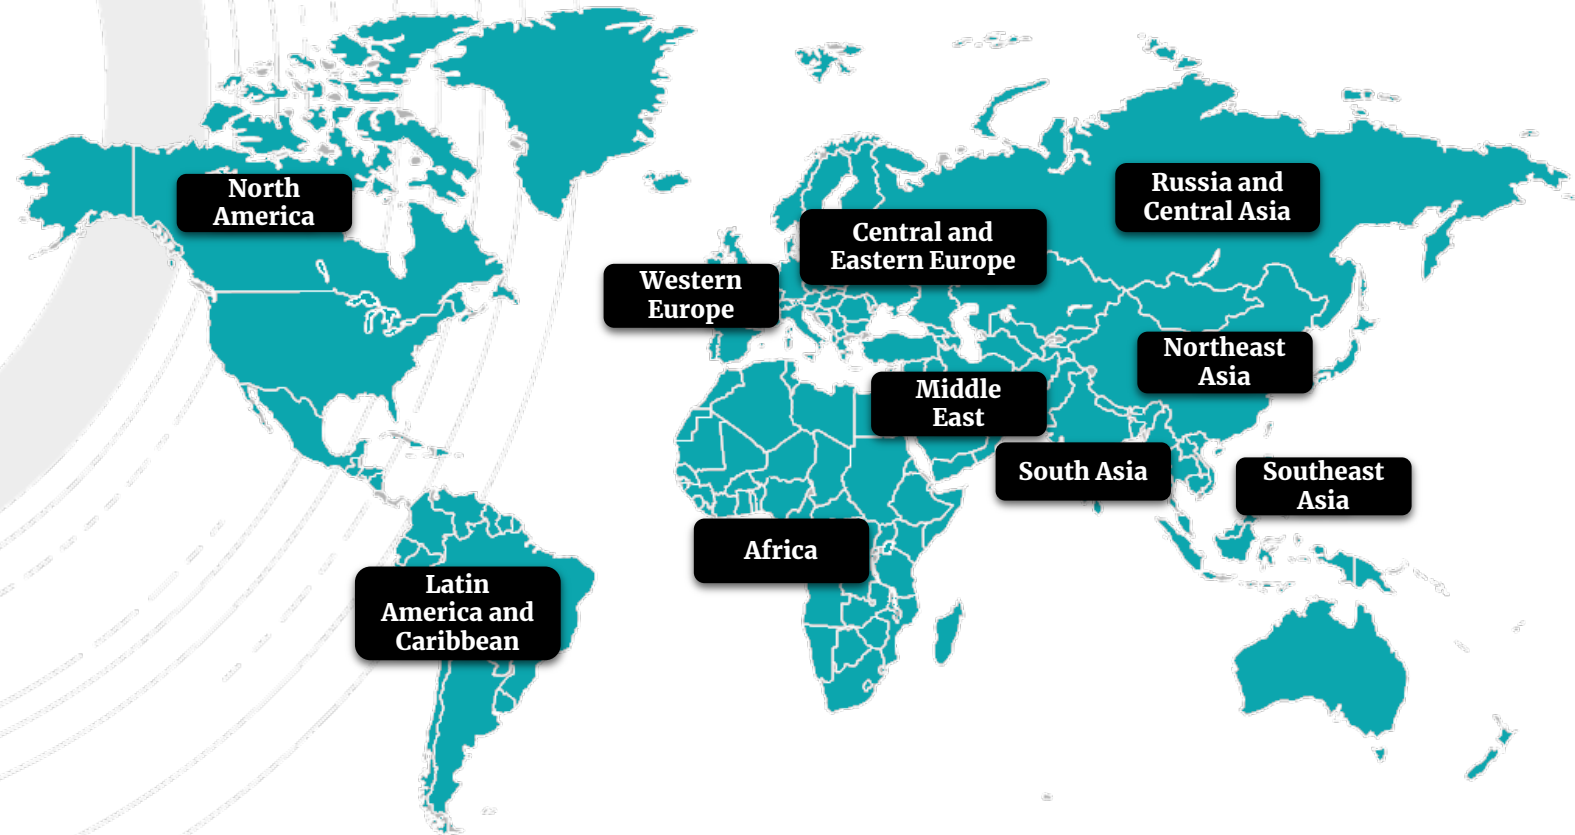 North
America
Russia and
Central Asia
Central and
Eastern Europe
Western
Europe
Northeast
Asia
Middle
East
South Asia
Southeast
Asia
Africa
Latin
America and
Caribbean